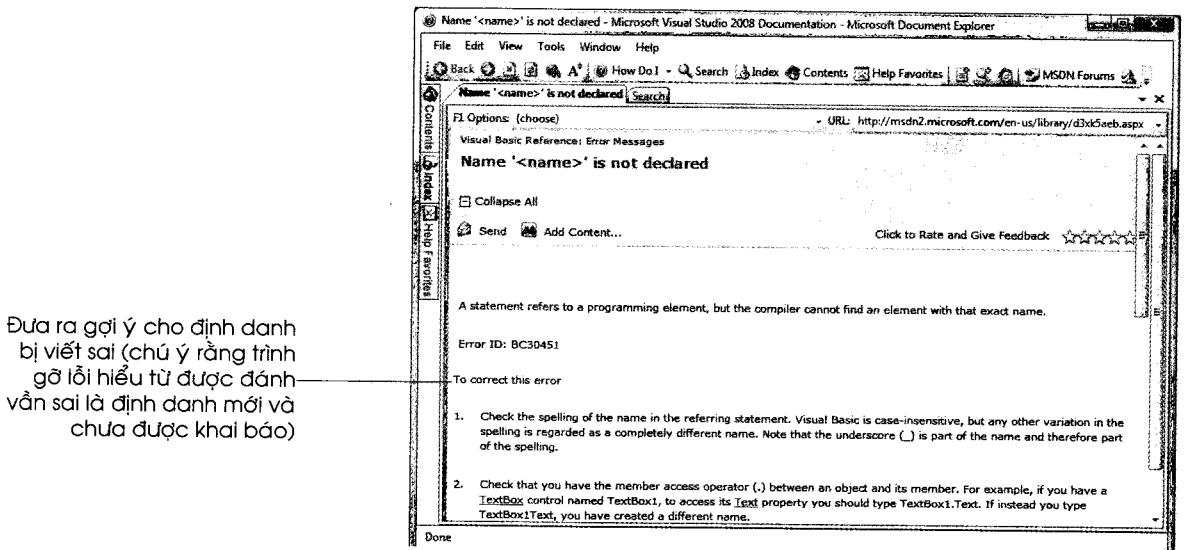 Name '<name>' is not declared - Microsoft Visual Studio 2008 Documentation - Microsoft Document Explorer
File Edit View Tools Window Help
Back How Do I Search Index Contents Help Favorites MSDN Forums
Name '<name>' is not declared Search
Contents
Index
Help Favorites
F1 Options: (choose) URL: http://msdn2.microsoft.com/en-us/library/d3xk5aeb.aspx
Visual Basic Reference: Error Messages
Name '<name>' is not declared
Collapse All
Send Add Content... Click to Rate and Give Feedback
A statement refers to a programming element, but the compiler cannot find an element with that exact name.
Error ID: BC30451
To correct this error
1. Check the spelling of the name in the referring statement. Visual Basic is case-insensitive, but any other variation in the
spelling is regarded as a completely different name. Note that the underscore (_) is part of the name and therefore part
of the spelling.
2. Check that you have the member access operator (.) between an object and its member. For example, if you have a
TextBox control named TextBox1, to access its Text property you should type TextBox1.Text. If instead you type
TextBox1Text, you have created a different name.
Done
Đưa ra gợi ý cho định danh
bị viết sai (chú ý rằng trình
gỡ lỗi hiểu từ được đánh
vần sai là định danh mới và
chưa được khai báo)